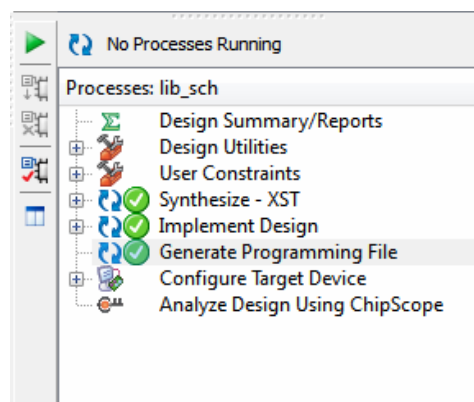 No Processes Running
Processes: lib_sch
Design Summary/Reports
Design Utilities
User Constraints
Synthesize - XST
Implement Design
Generate Programming File
Configure Target Device
Analyze Design Using ChipScope